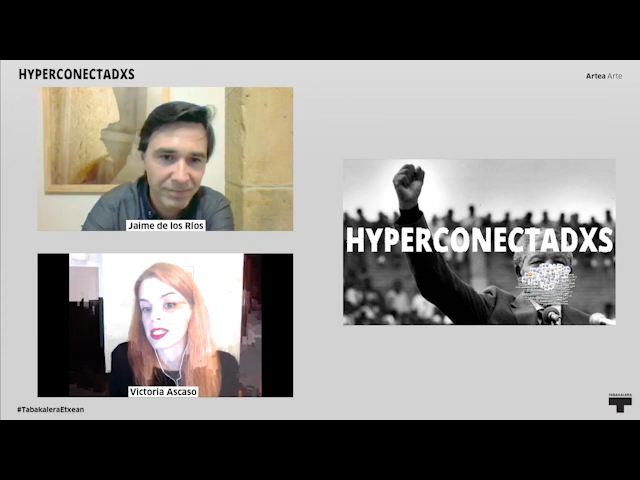 HYPERCONECTADXS
Artea Arte
Jaime de los Ríos
HYPERCONECTADXS
Victoria Ascaso
#TabakaleraEtxean
TABAKALERA